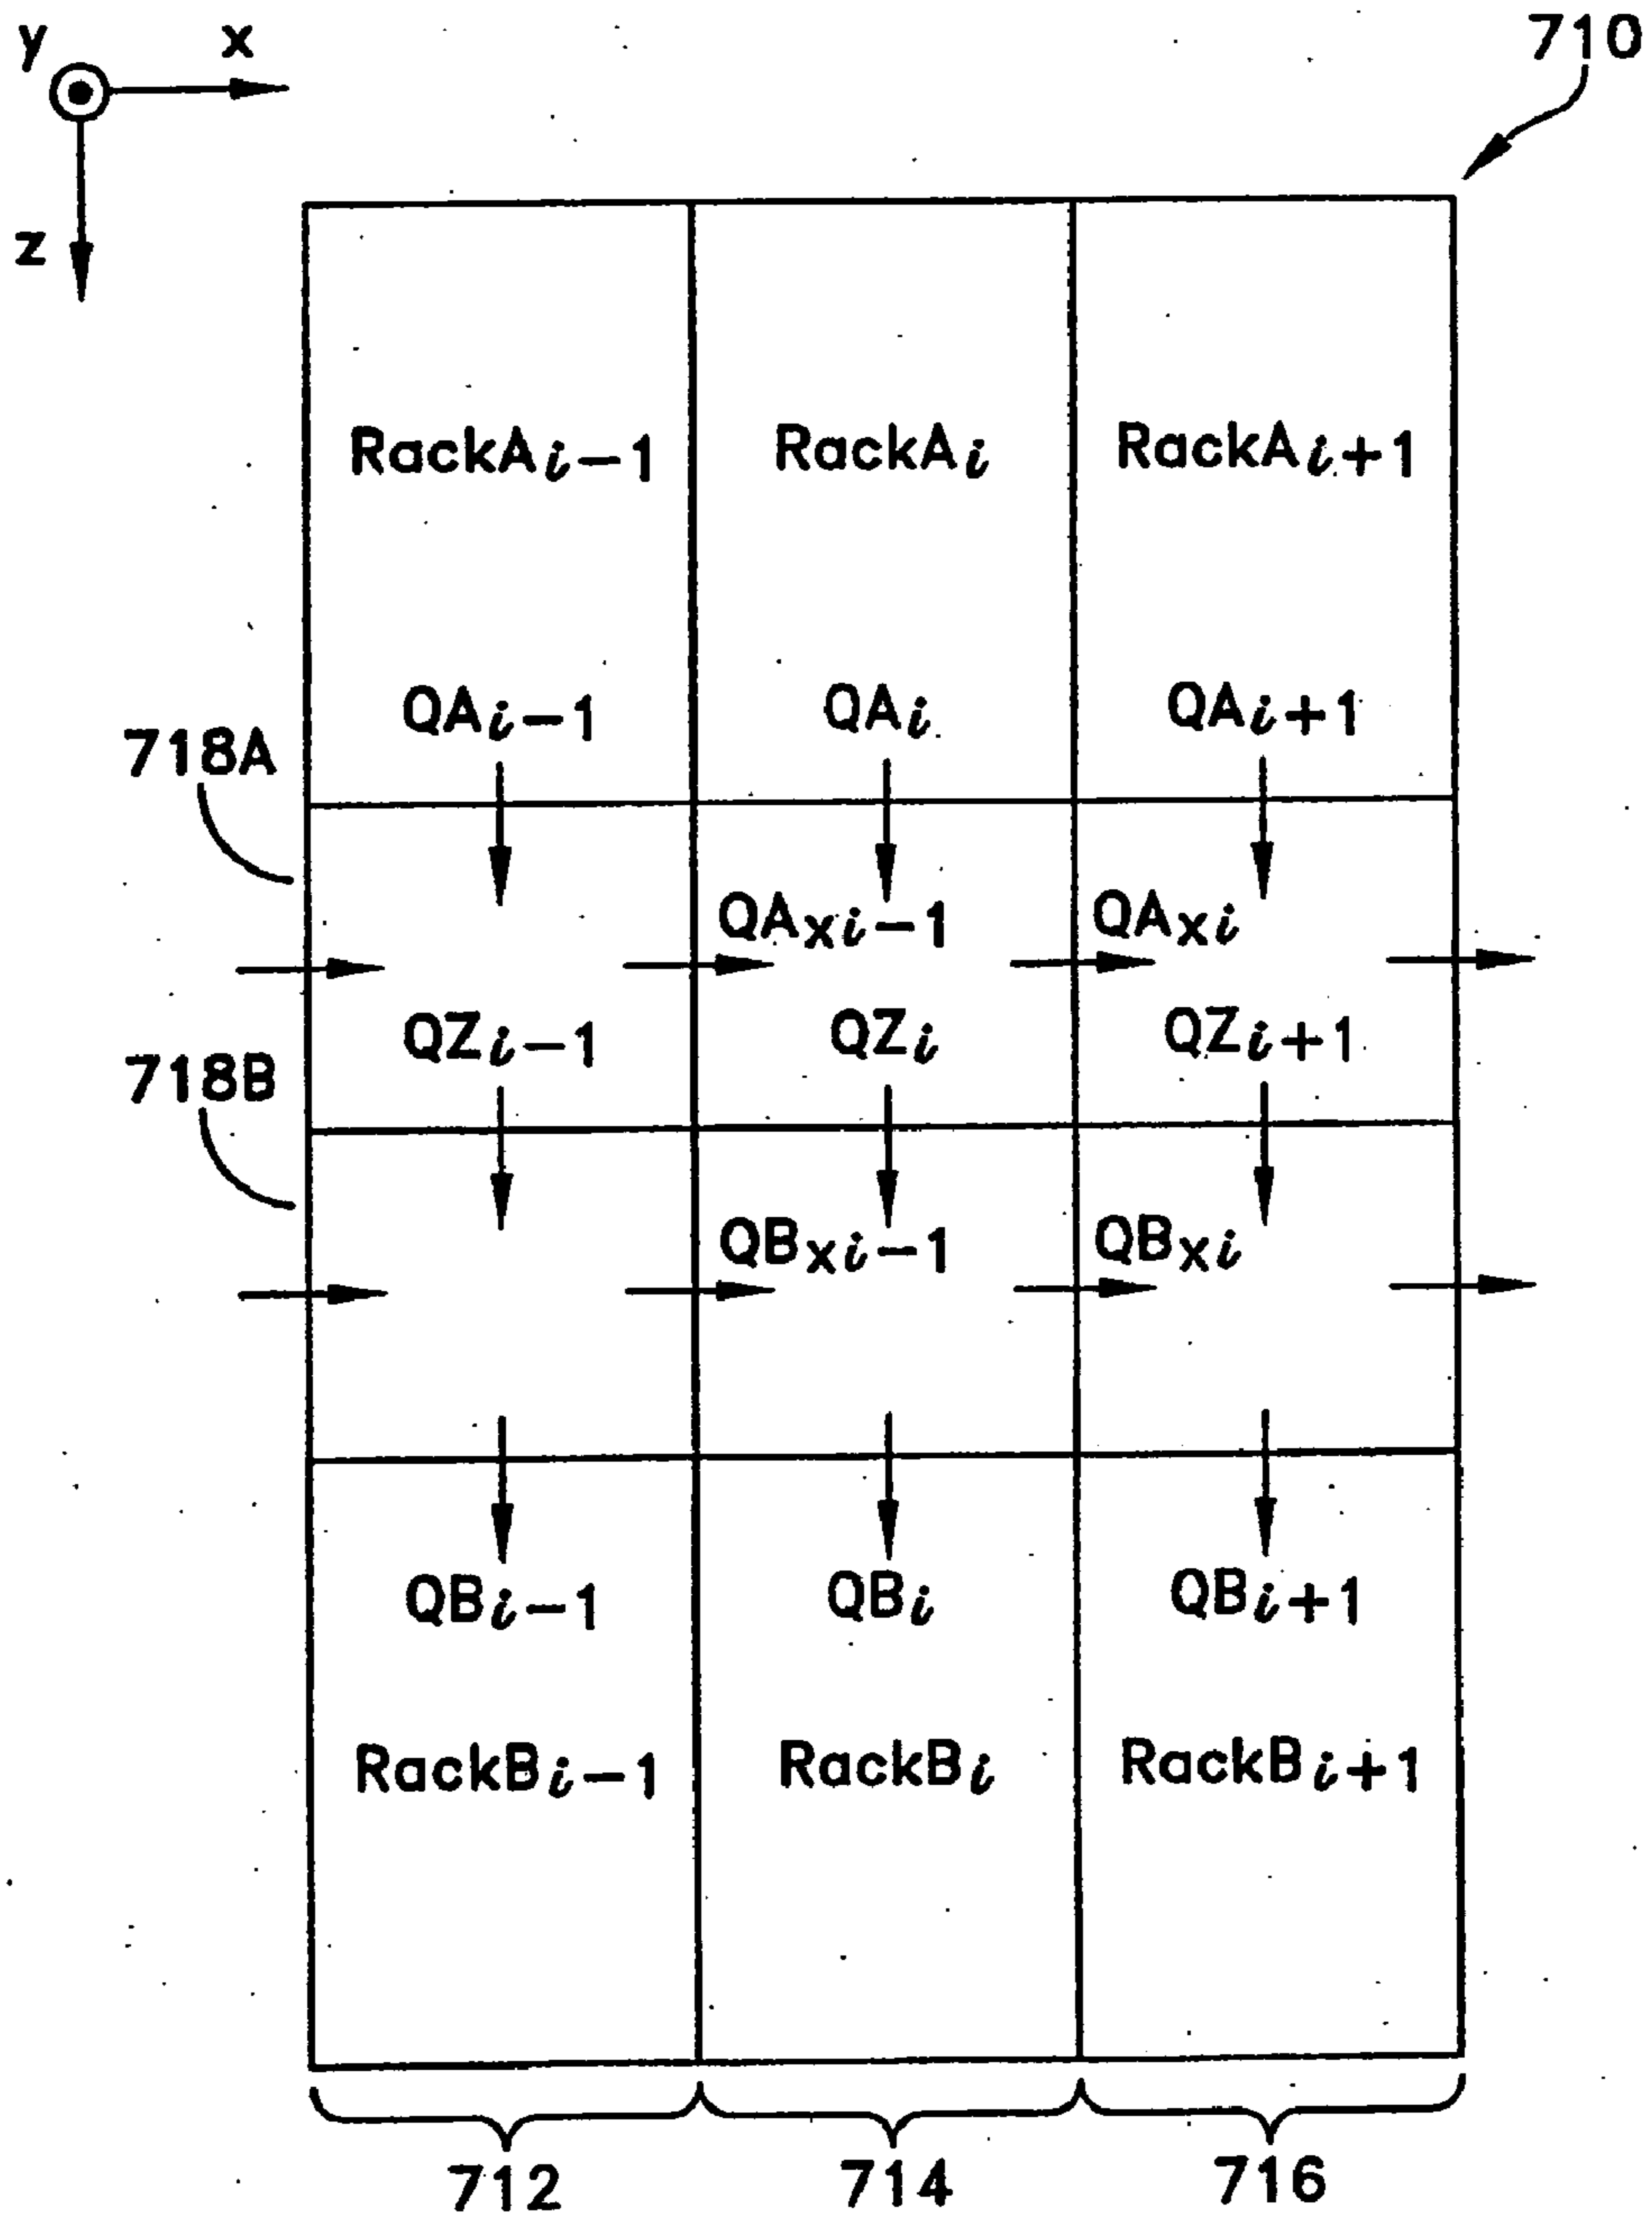 y x
710
z
RackAi−1 RackAi RackAi+1
QAi−1 QAi QAi+1
718A
QAxi−1 QAxi
QZi−1 QZi QZi+1
718B
QBxi−1 QBxi
QBi−1 QBi QBi+1
RackBi−1 RackBi RackBi+1
712 714 716